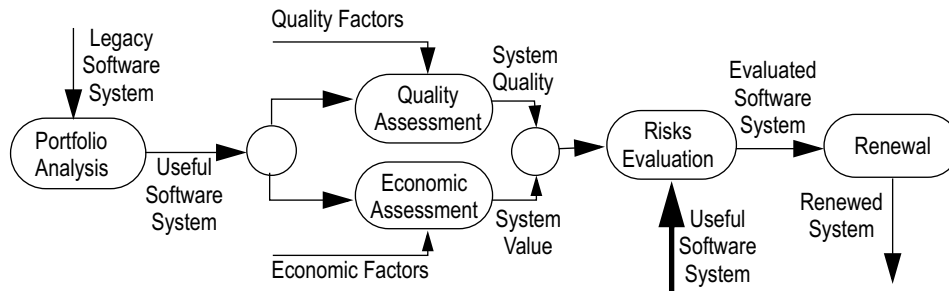 Legacy
Software
System
Portfolio
Analysis
Useful
Software
System
Quality Factors
Quality
Assessment
Economic
Assessment
Economic Factors
System
Quality
System
Value
Risks
Evaluation
Useful
Software
System
Evaluated
Software
System
Renewal
Renewed
System